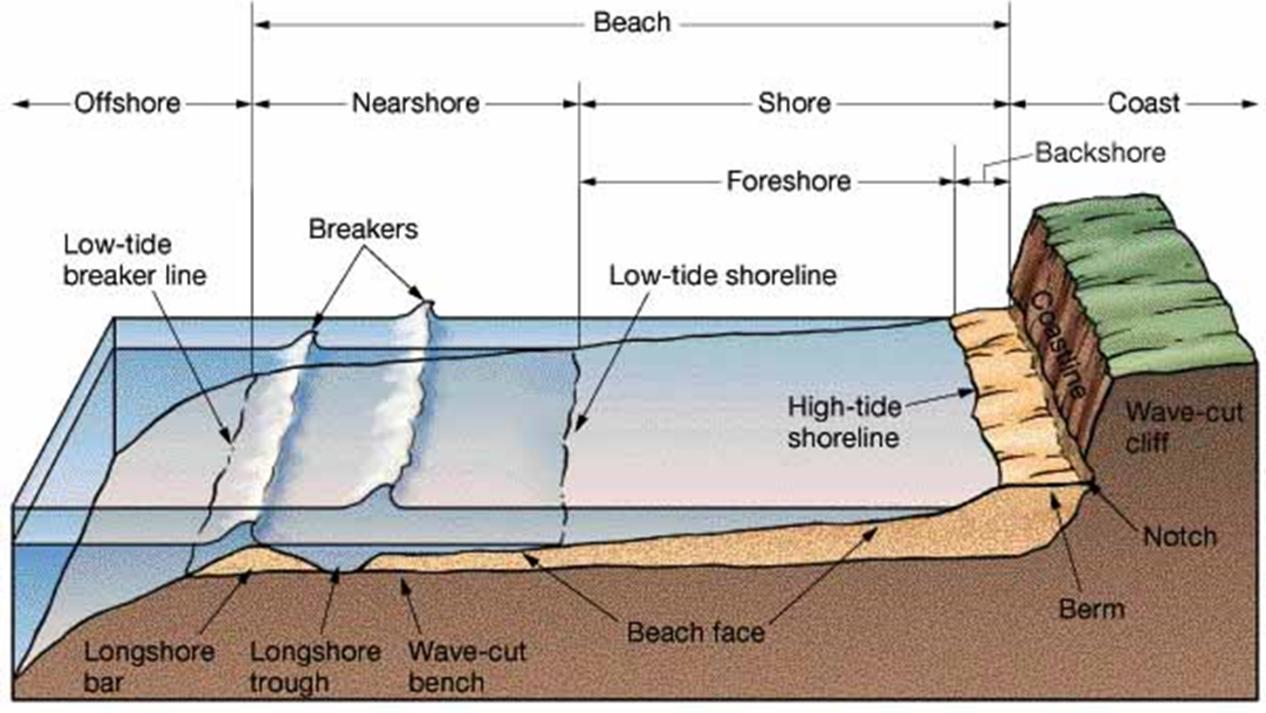 Beach
Offshore
Nearshore
Shore
Coast
Backshore
Foreshore
Breakers
Low-tide
breaker line
Low-tide shoreline
Coastline
High-tide
shoreline
Wave-cut
cliff
Notch
Berm
Beach face
Longshore
bar
Longshore
trough
Wave-cut
bench